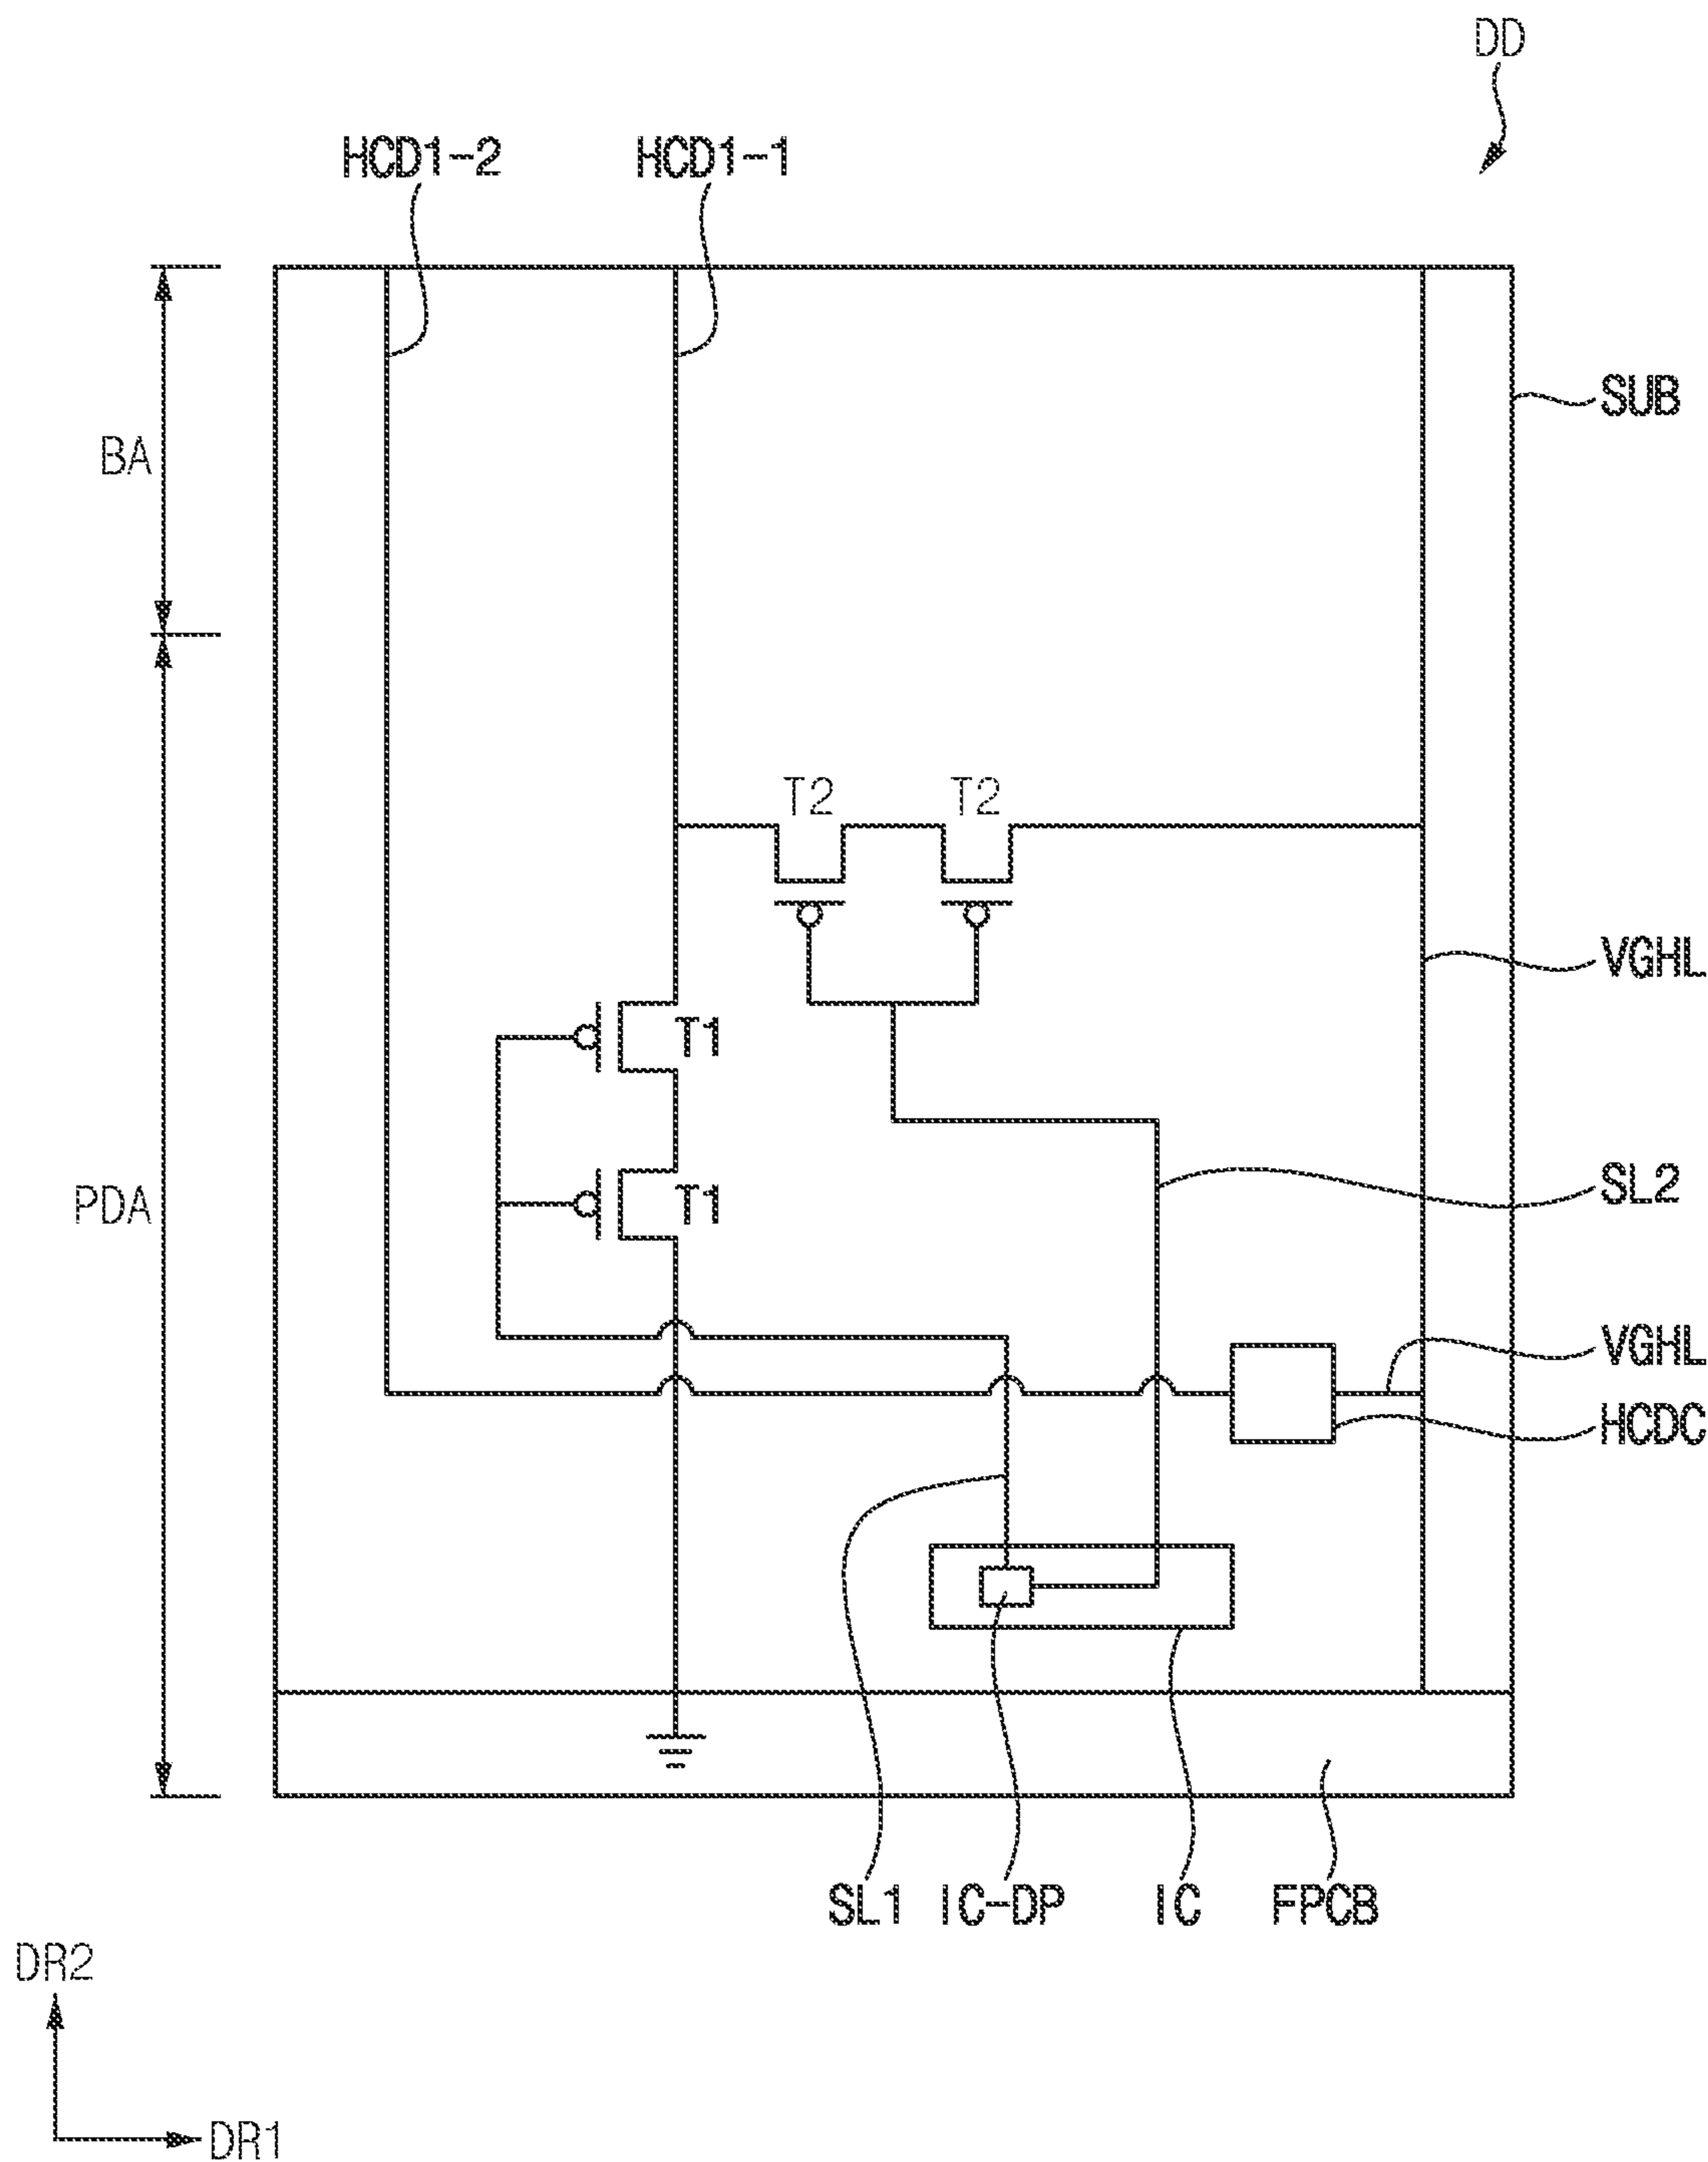 DD
HCD1-2 HCD1-1
SUB
BA
T2 T2
VGHL
T1
T1
PDA
SL2
VGHL
HCDC
SL1 IC-DP IC FPCB
DR2
DR1